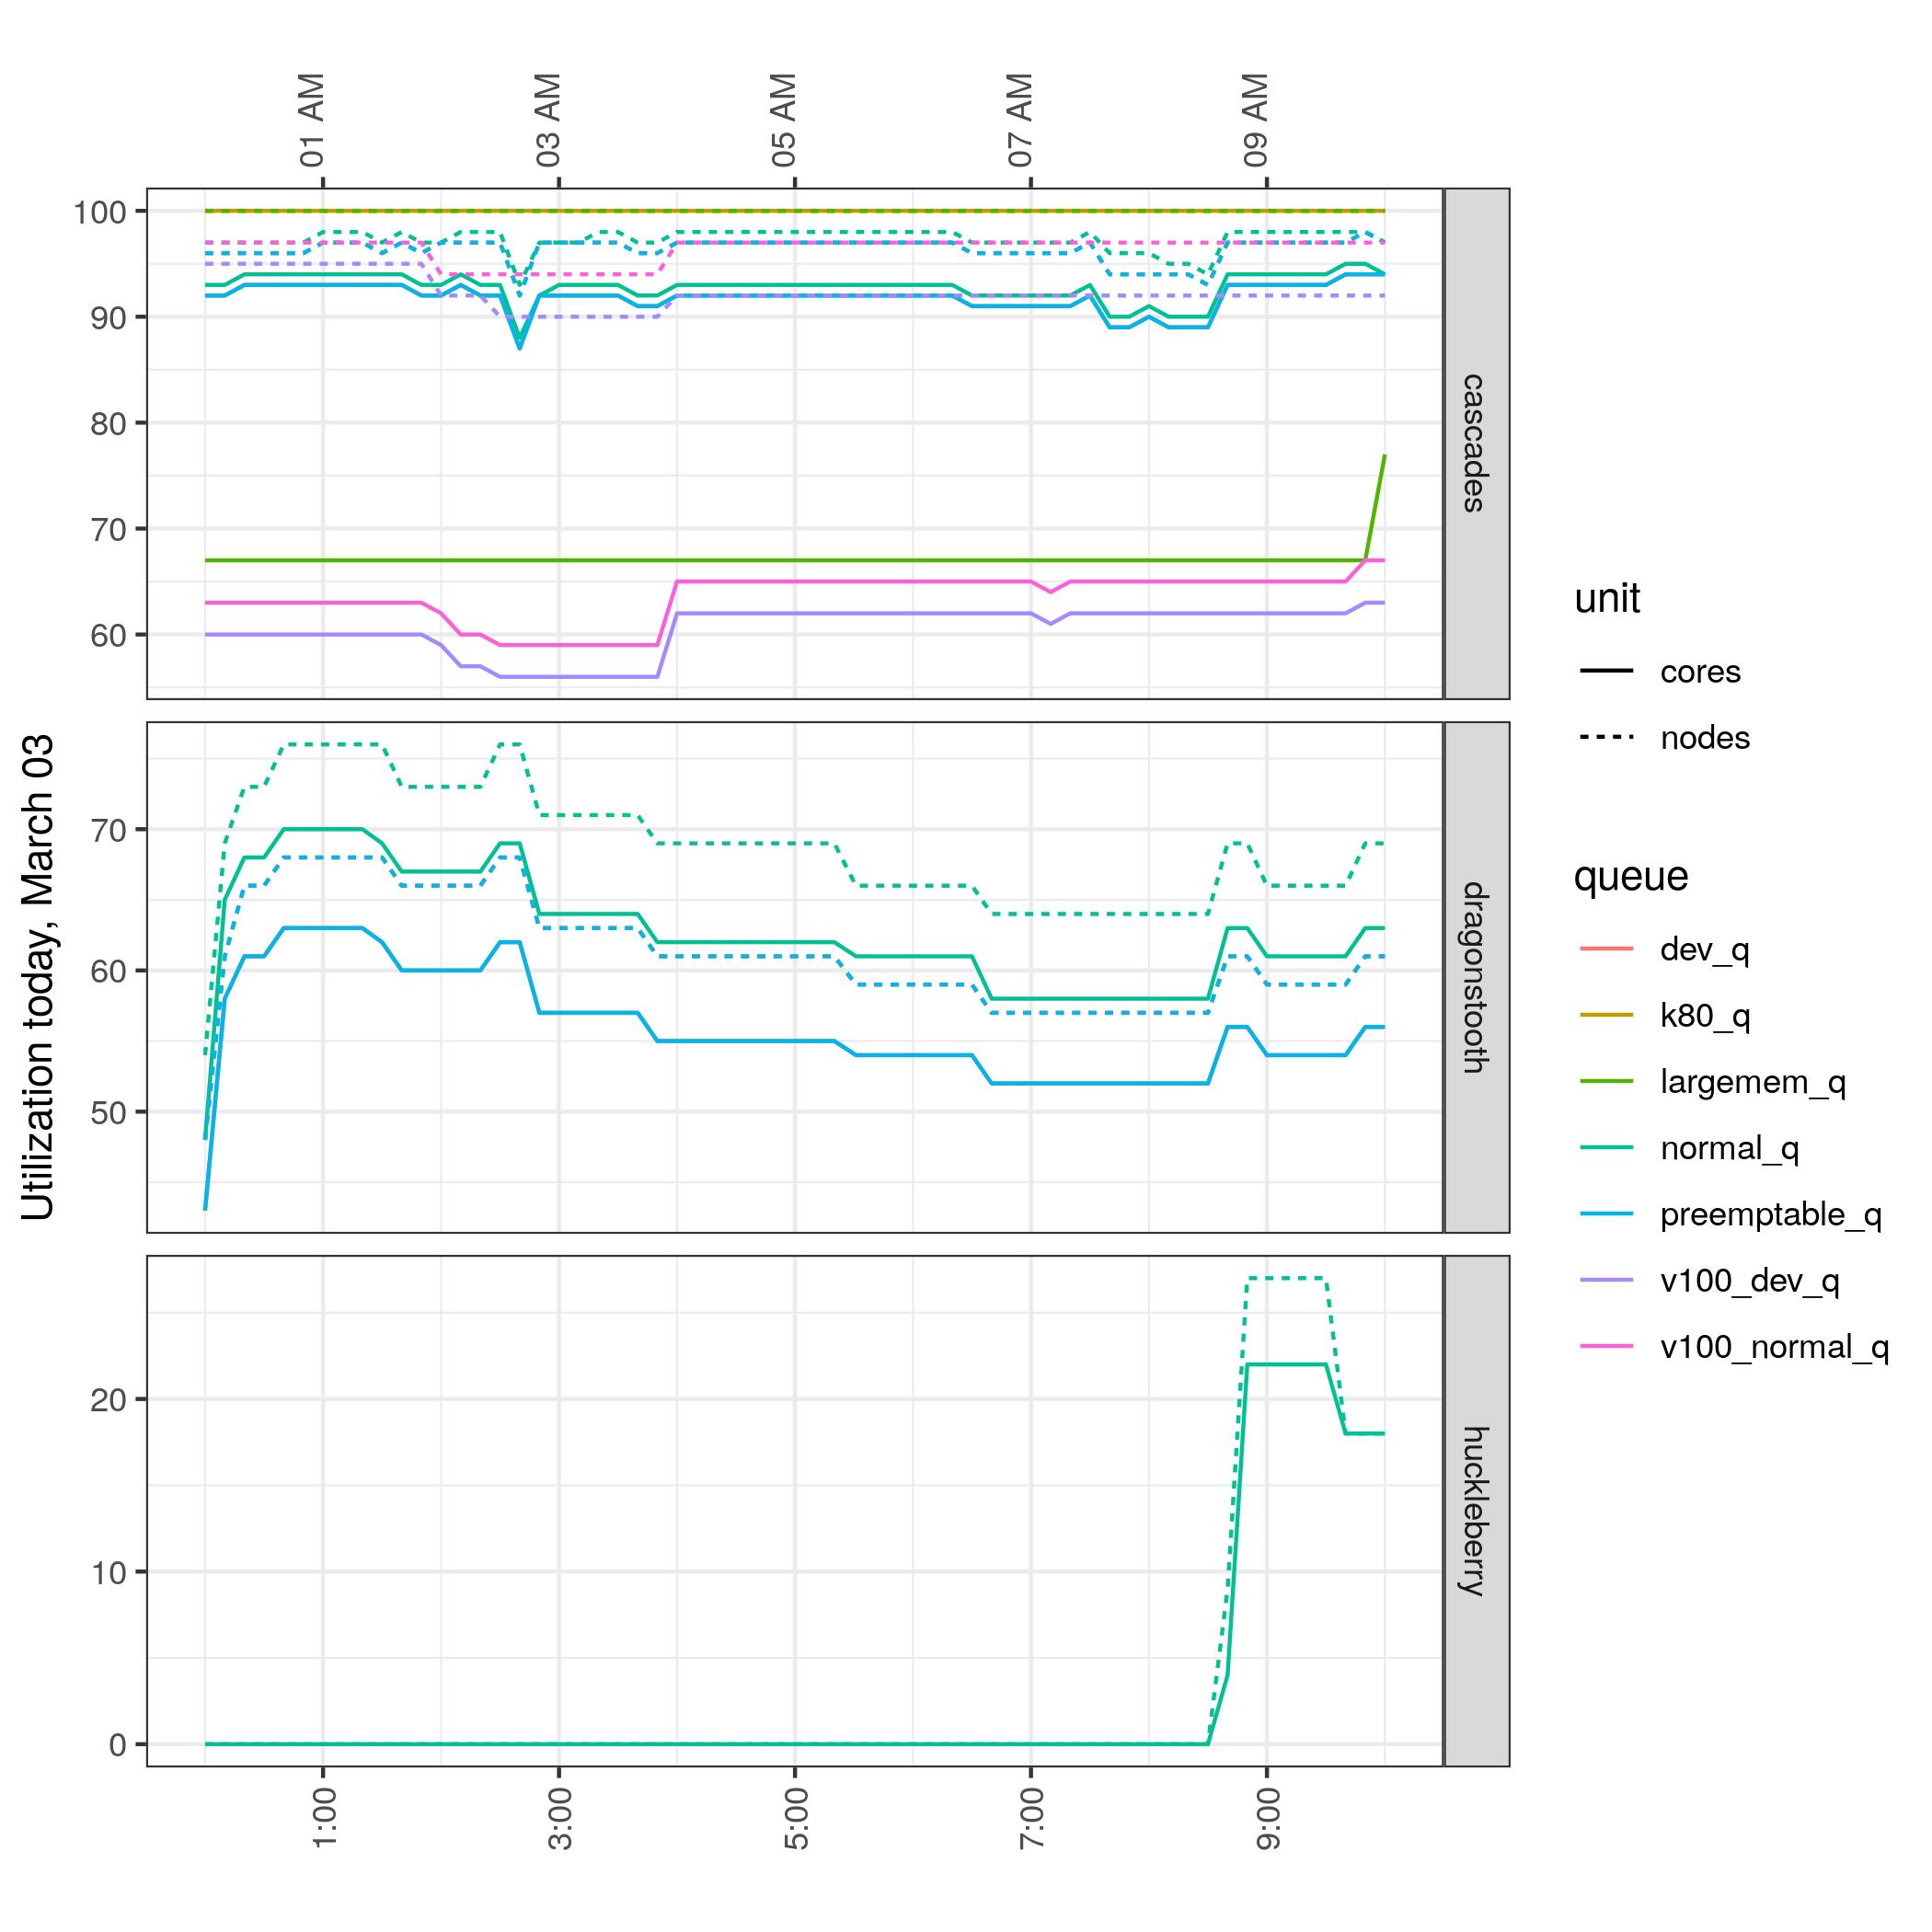 01 AM
03 AM
05 AM
07 AM
09 AM
Utilization today, March 03
100
90
80
70
60
cascades
70
60
50
dragonstooth
20
10
0
huckleberry
1:00
3:00
5:00
7:00
9:00
unit
cores
nodes
queue
dev_q
k80_q
largemem_q
normal_q
preemptable_q
v100_dev_q
v100_normal_q